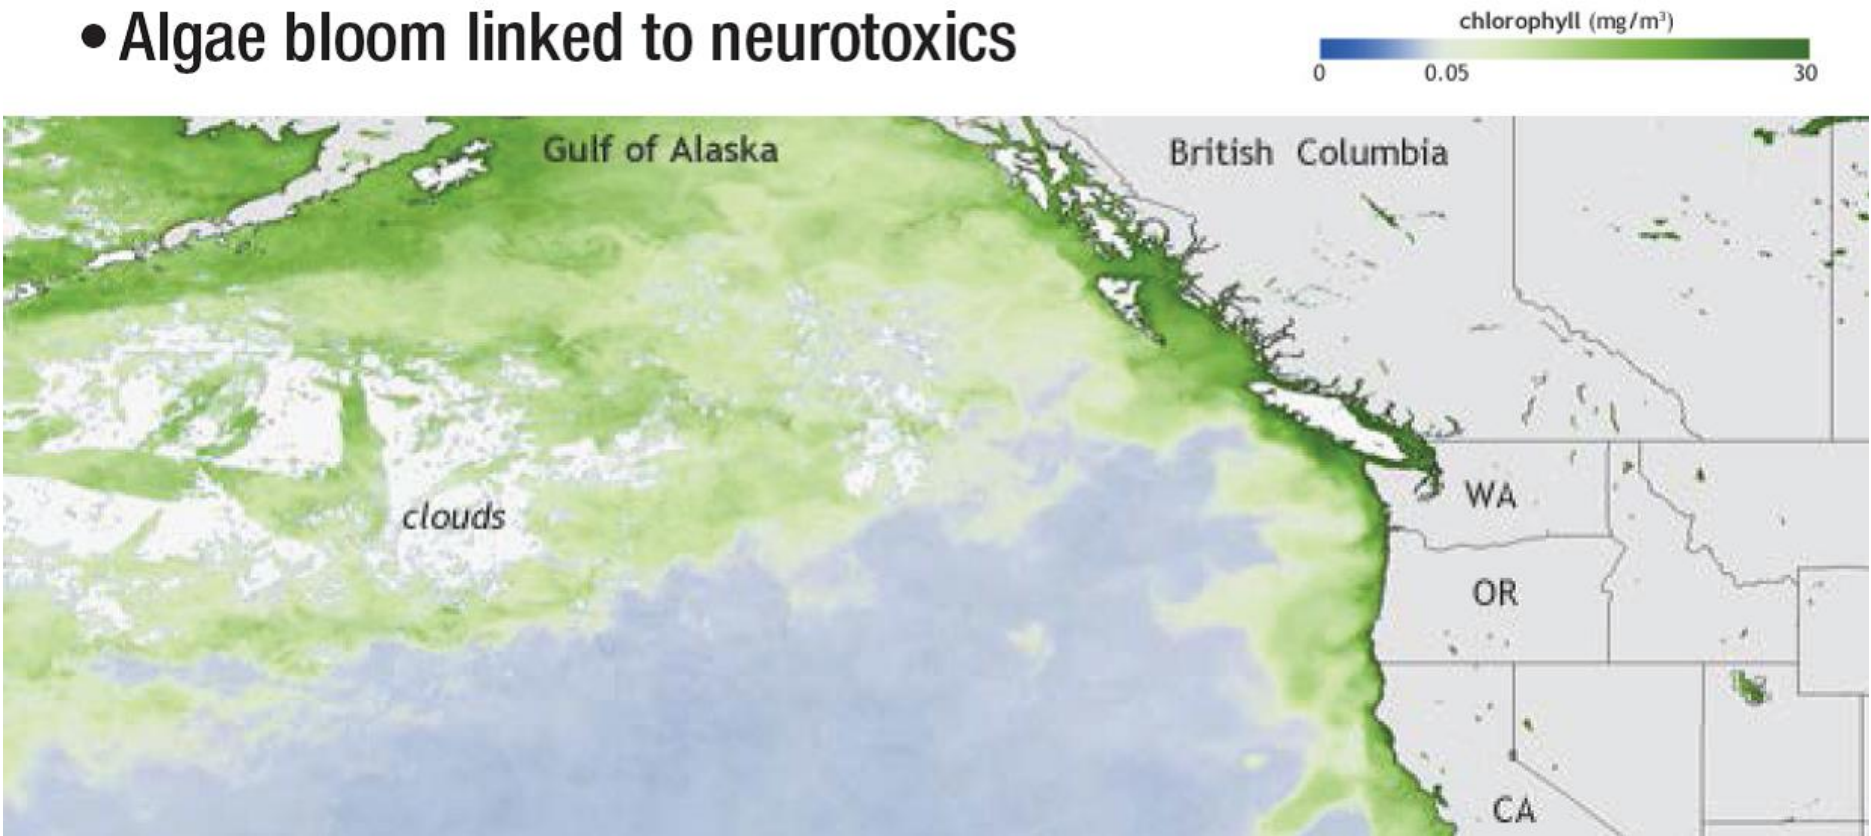 • Algae bloom linked to neurotoxics
chlorophyll (mg/m³)
0 0.05 30
Gulf of Alaska
British Columbia
clouds
WA
OR
CA